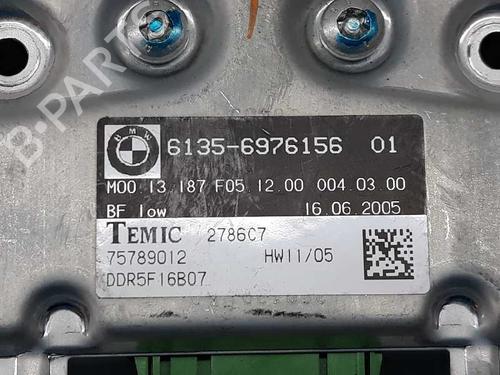 BMW
6135-6976156 01
M00.13.187 F05.12.00 004.03.00
BF low 16.06.2005
TEMIC 2786C7
75789012 HW11/05
DDR5F16B07
B-PARTS